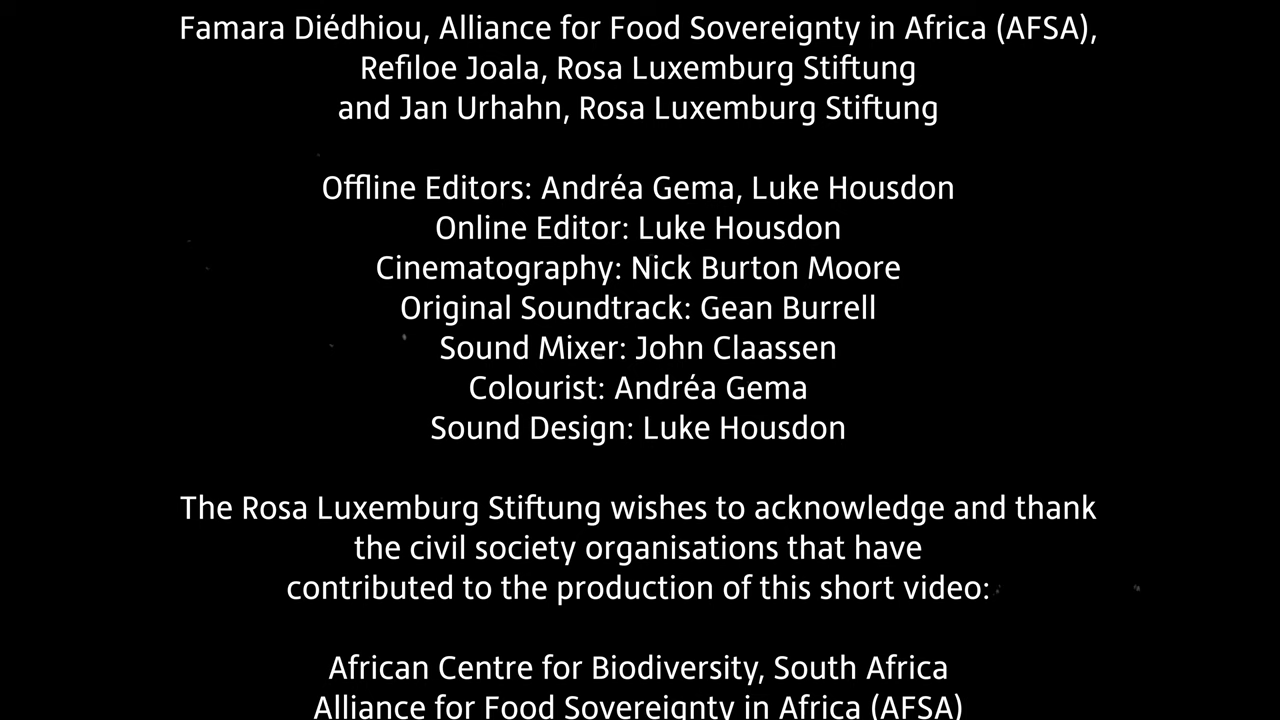 Famara Diédhiou, Alliance for Food Sovereignty in Africa (AFSA),
Refiloe Joala, Rosa Luxemburg Stiftung
and Jan Urhahn, Rosa Luxemburg Stiftung
Offline Editors: Andréa Gema, Luke Housdon
Online Editor: Luke Housdon
Cinematography: Nick Burton Moore
Original Soundtrack: Gean Burrell
Sound Mixer: John Claassen
Colourist: Andréa Gema
Sound Design: Luke Housdon
The Rosa Luxemburg Stiftung wishes to acknowledge and thank
the civil society organisations that have
contributed to the production of this short video:
African Centre for Biodiversity, South Africa
Alliance for Food Sovereignty in Africa (AFSA)